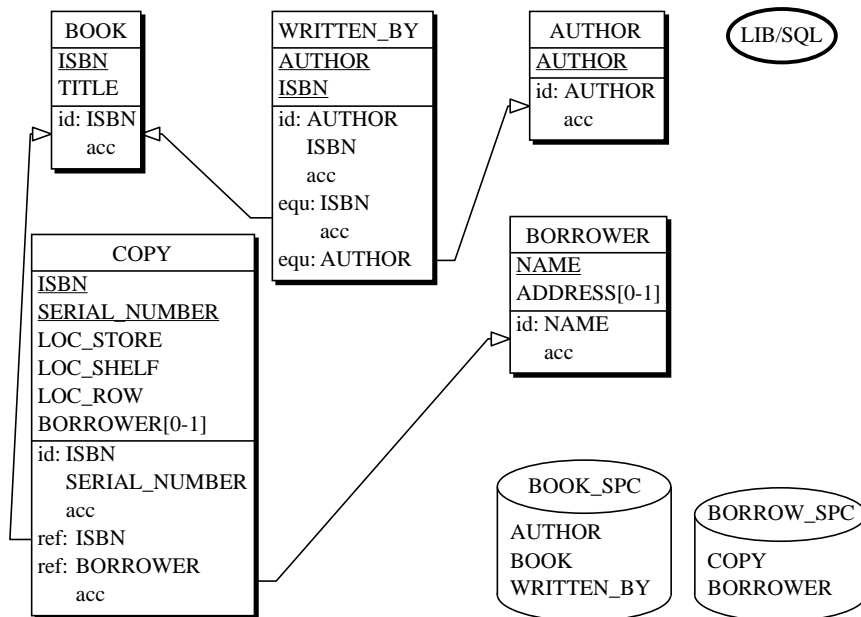 BOOK
ISBN
TITLE
id: ISBN
acc
WRITTEN_BY
AUTHOR
ISBN
id: AUTHOR
ISBN
acc
equ: ISBN
acc
equ: AUTHOR
AUTHOR
AUTHOR
id: AUTHOR
acc
LIB/SQL
COPY
ISBN
SERIAL_NUMBER
LOC_STORE
LOC_SHELF
LOC_ROW
BORROWER[0-1]
id: ISBN
SERIAL_NUMBER
acc
ref: ISBN
ref: BORROWER
acc
BORROWER
NAME
ADDRESS[0-1]
id: NAME
acc
BOOK_SPC
AUTHOR
BOOK
WRITTEN_BY
BORROW_SPC
COPY
BORROWER